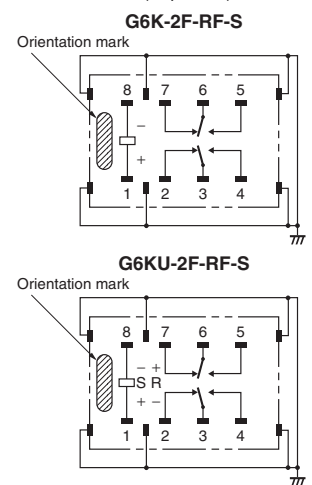 G6K-2F-RF-S
Orientation mark
8 7 6 5
−
+
1 2 3 4
G6KU-2F-RF-S
Orientation mark
8 7 6 5
− +
S R
+ −
1 2 3 4